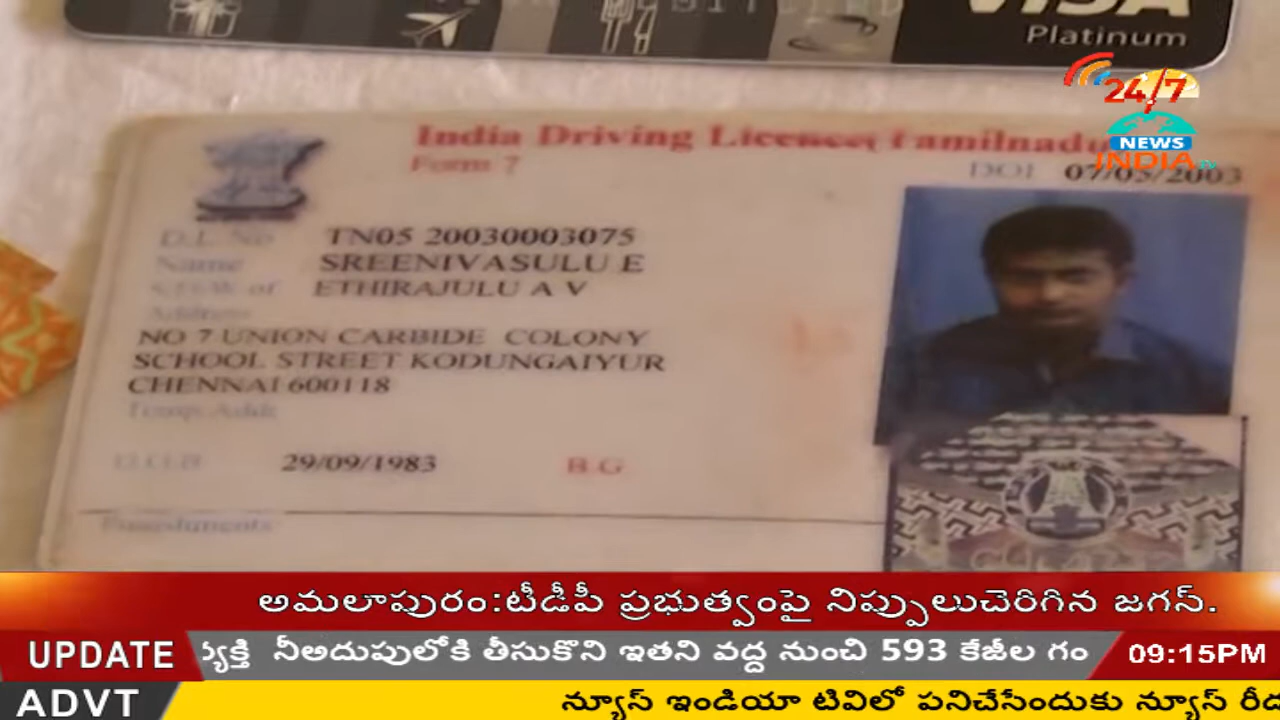 VISA
Platinum
24/7
NEWS
INDIA
India Driving Licence
Tamilnadu
Form 7
DOI 07/05/2003
D.L.No TN05 20030003075
Name SREENIVASULU E
ETHIRAJULU A V
Address
NO 7 UNION CARBIDE COLONY
SCHOOL STREET KODUNGAIYUR
CHENNAI 600118
Temp.Addr
D.O.B 29/09/1983 B.G
అమలాపురం:టీడీపీ ప్రభుత్వంపై నిప్పులుచెరిగిన జగన్.
UPDATE వ్యక్తి నీఅదుపులోకి తీసుకొని ఇతని వద్ద నుంచి 593 కేజీల గం 09:15PM
ADVT న్యూస్ ఇండియా టివిలో పనిచేసేందుకు న్యూస్